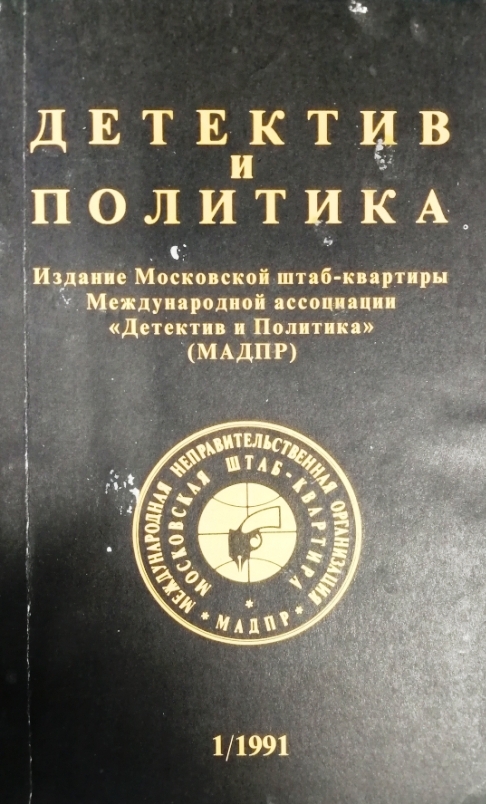 ДЕТЕКТИВ
И
ПОЛИТИКА
Издание Московской штаб-квартиры
Международной ассоциации
«Детектив и Политика»
(МАДПР)
МЕЖДУНАРОДНАЯ НЕПРАВИТЕЛЬСТВЕННАЯ ОРГАНИЗАЦИЯ
МОСКОВСКАЯ ШТАБ-КВАРТИРА
* МАДПР *
1/1991